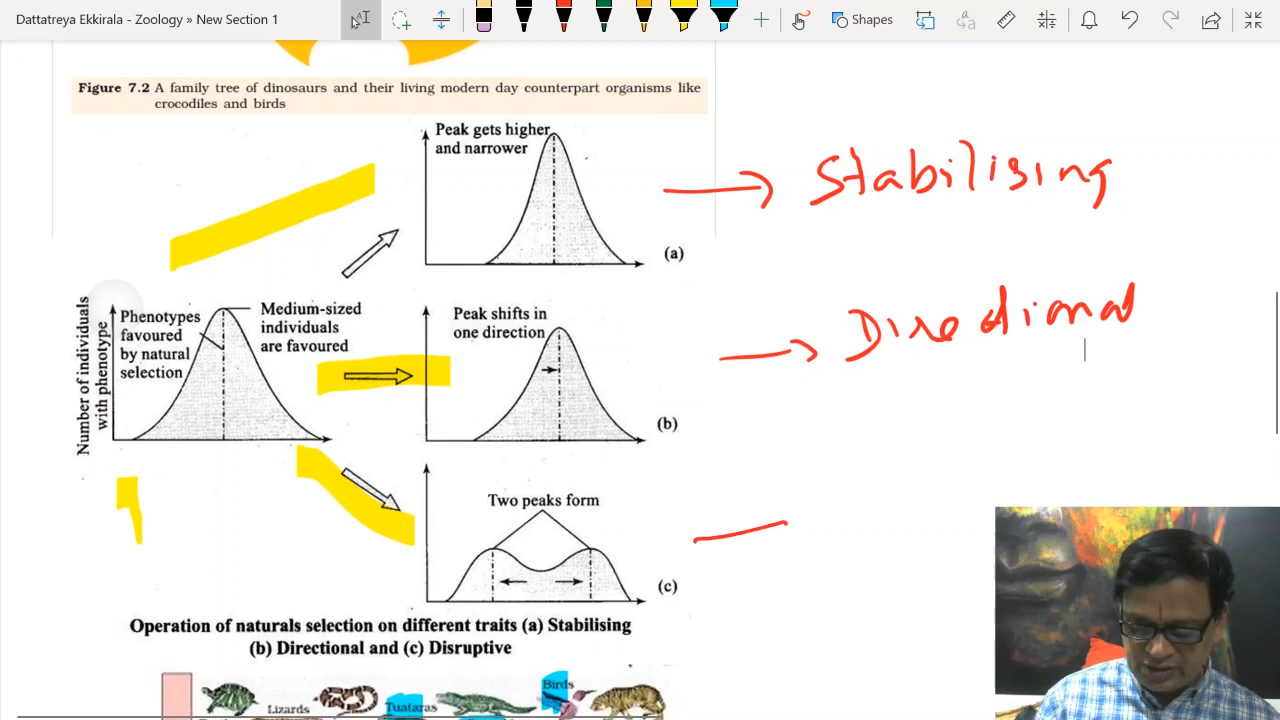 Dattatreya Ekkirala - Zoology » New Section 1
Shapes
Figure 7.2 A family tree of dinosaurs and their living modern day counterpart organisms like
crocodiles and birds
Peak gets higher
and narrower
(a)
Stabilising
Number of individuals
with phenotype
Phenotypes
favoured
by natural
selection
Medium-sized
individuals
are favoured
Peak shifts in
one direction
(b)
Directional
Two peaks form
(c)
Operation of naturals selection on different traits (a) Stabilising
(b) Directional and (c) Disruptive
Lizards
Tuataras
Birds